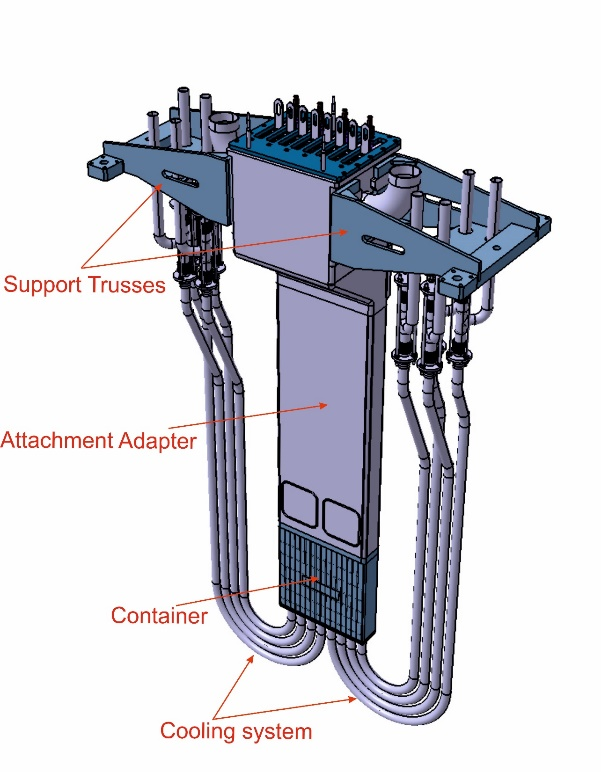 Support Trusses
Attachment Adapter
Container
Cooling system